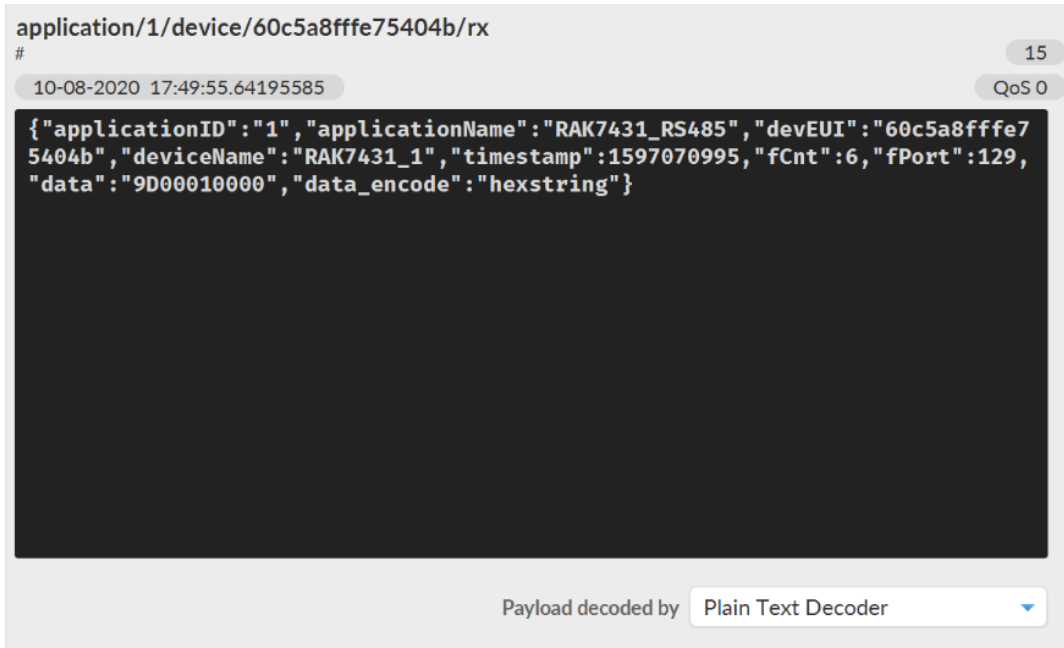 application/1/device/60c5a8fffe75404b/rx
#
15
10-08-2020 17:49:55.64195585
QoS 0
{"applicationID":"1","applicationName":"RAK7431_RS485","devEUI":"60c5a8fffe7
5404b","deviceName":"RAK7431_1","timestamp":1597070995,"fCnt":6,"fPort":129,
"data":"9D00010000","data_encode":"hexstring"}
Payload decoded by Plain Text Decoder